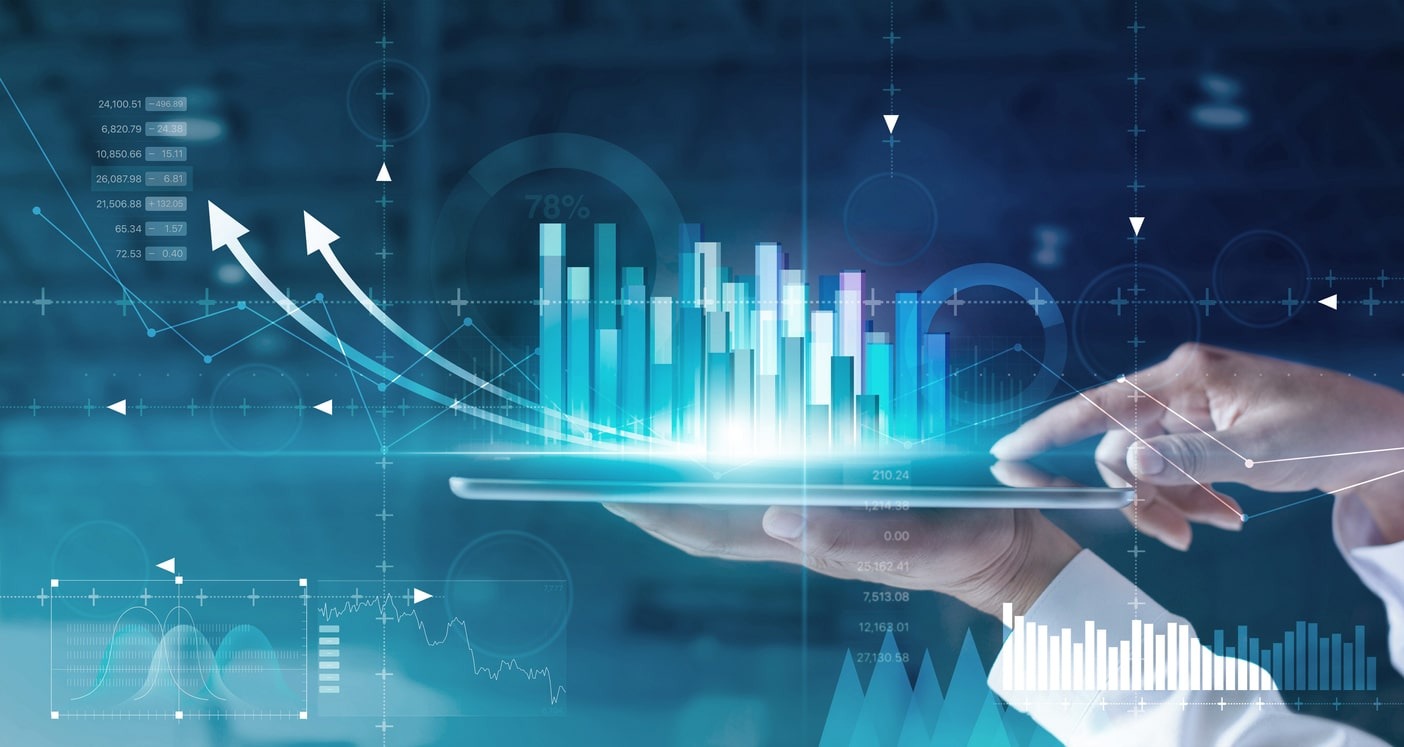 24,100.51 −496.89
6,820.79 − 24.38
10,850.66 − 15.11
26,087.98 − 6.81
21,506.88 +132.05
65.34 − 1.57
72.53 − 0.40
78%
210.24
1,214.38
0.00
25,162.41
7,513.08
12,163.01
27,130.58